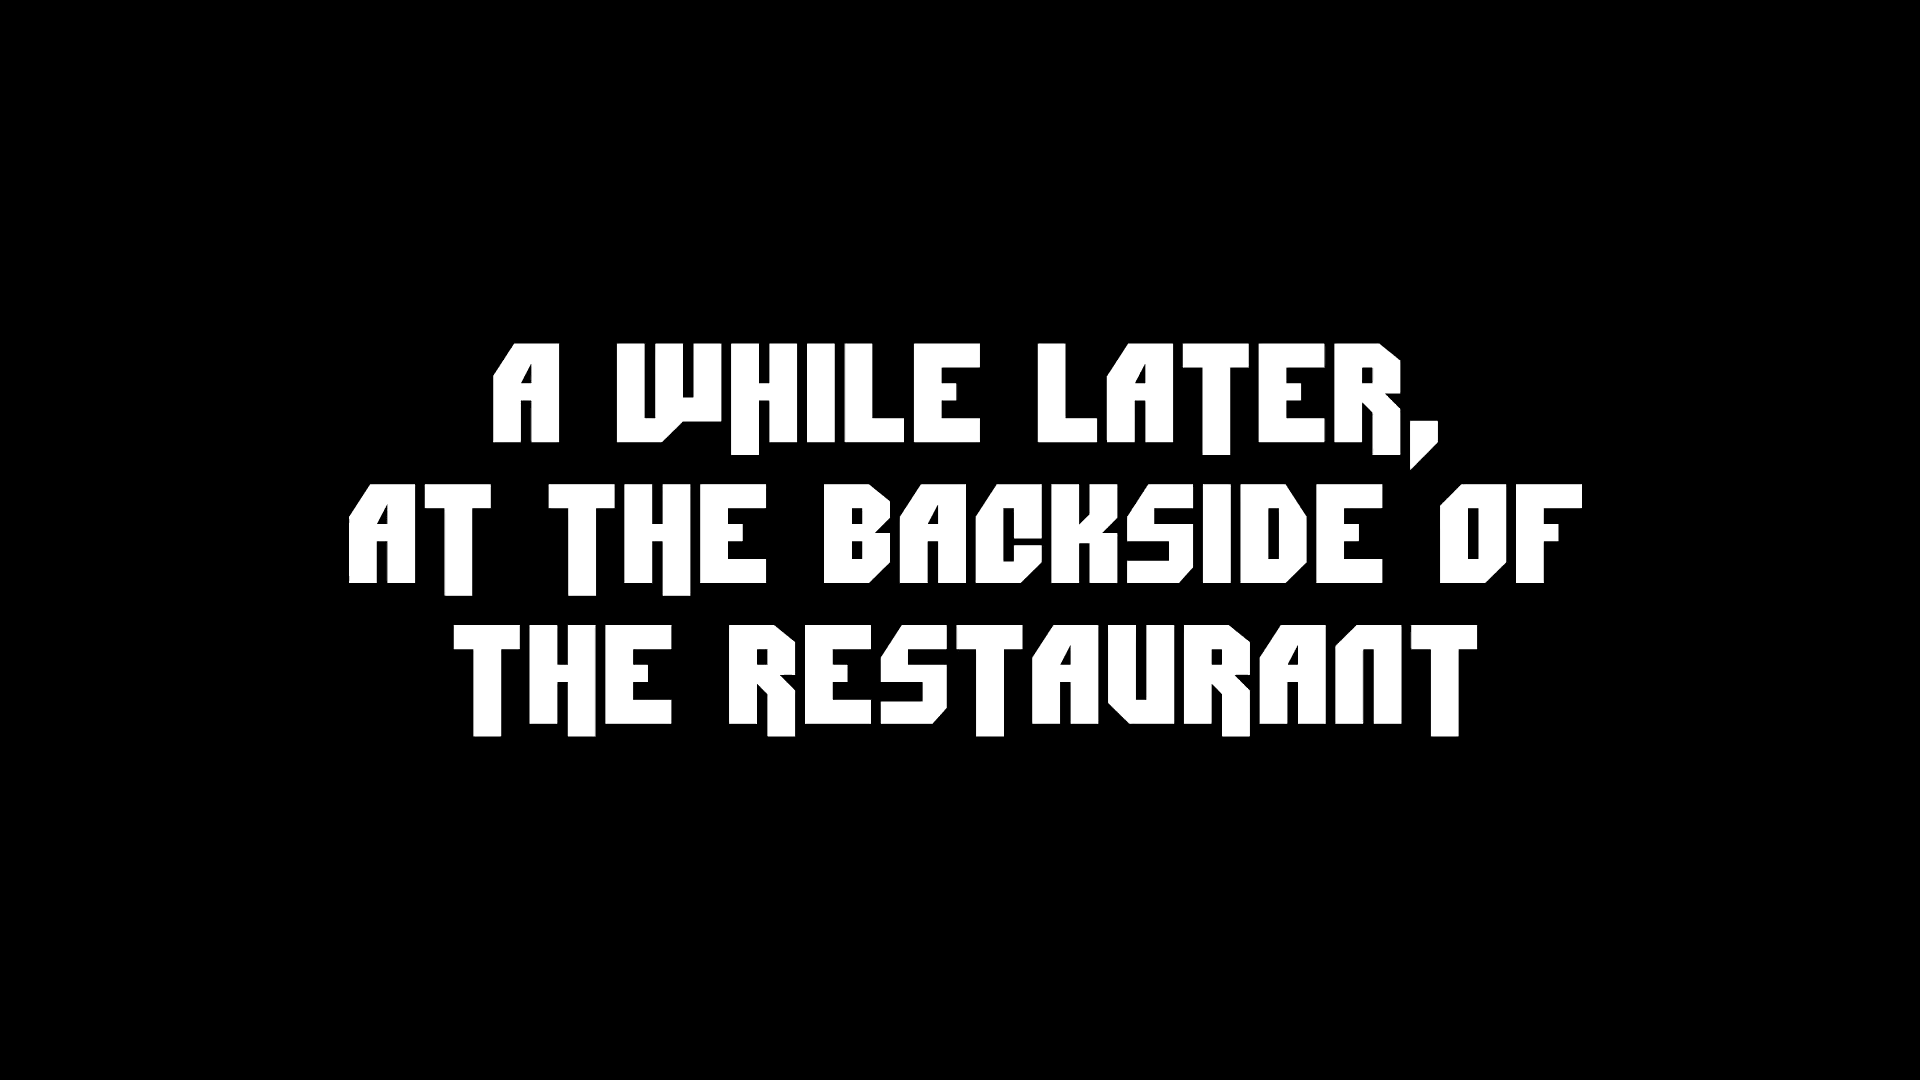 A WHILE LATER,
AT THE BACKSIDE OF
THE RESTAURANT